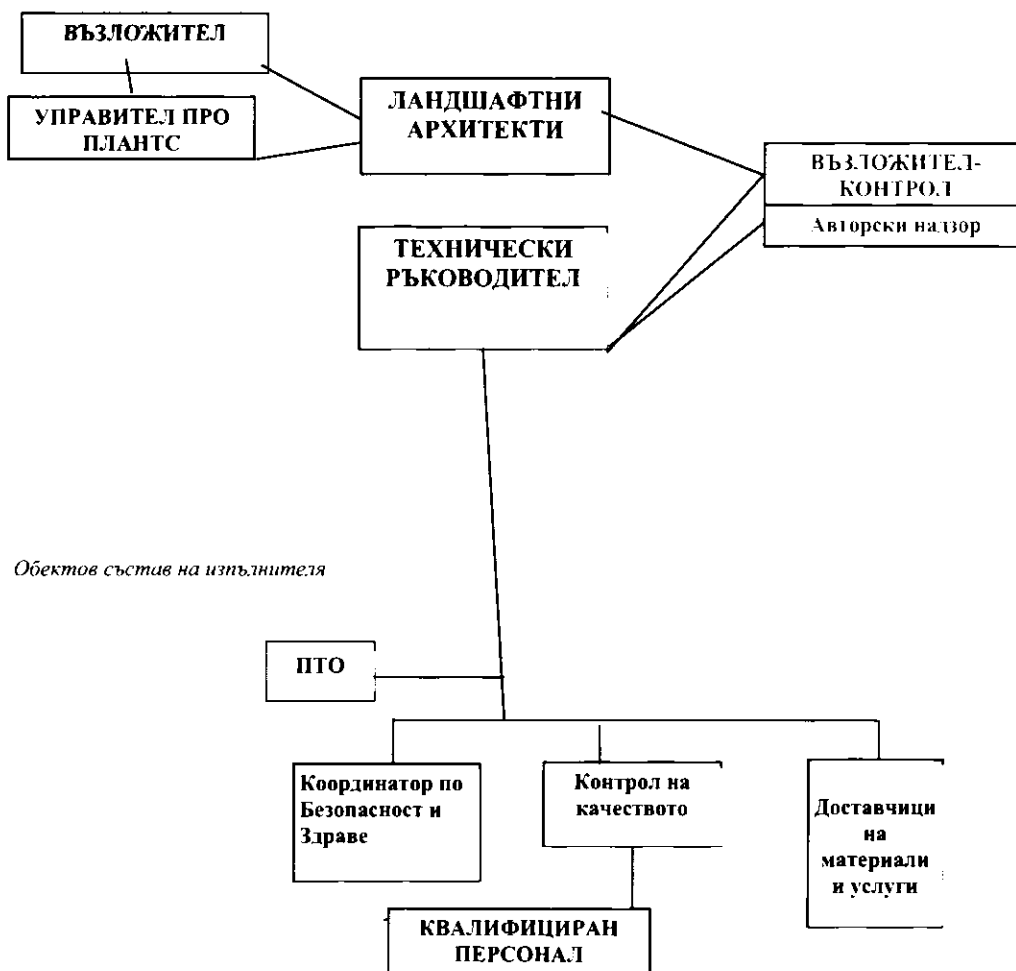 ВЪЗЛОЖИТЕЛ
УПРАВИТЕЛ ПРО
ПЛАНТС
ЛАНДШАФТНИ
АРХИТЕКТИ
ВЪЗЛОЖИТЕЛ-
КОНТРОЛ
Авторски надзор
ТЕХНИЧЕСКИ
РЪКОВОДИТЕЛ
Обектов състав на изпълнителя
ПТО
Координатор по
Безопасност и
Здраве
Контрол на
качеството
Доставчици
на
материали
и услуги
КВАЛИФИЦИРАН
ПЕРСОНАЛ